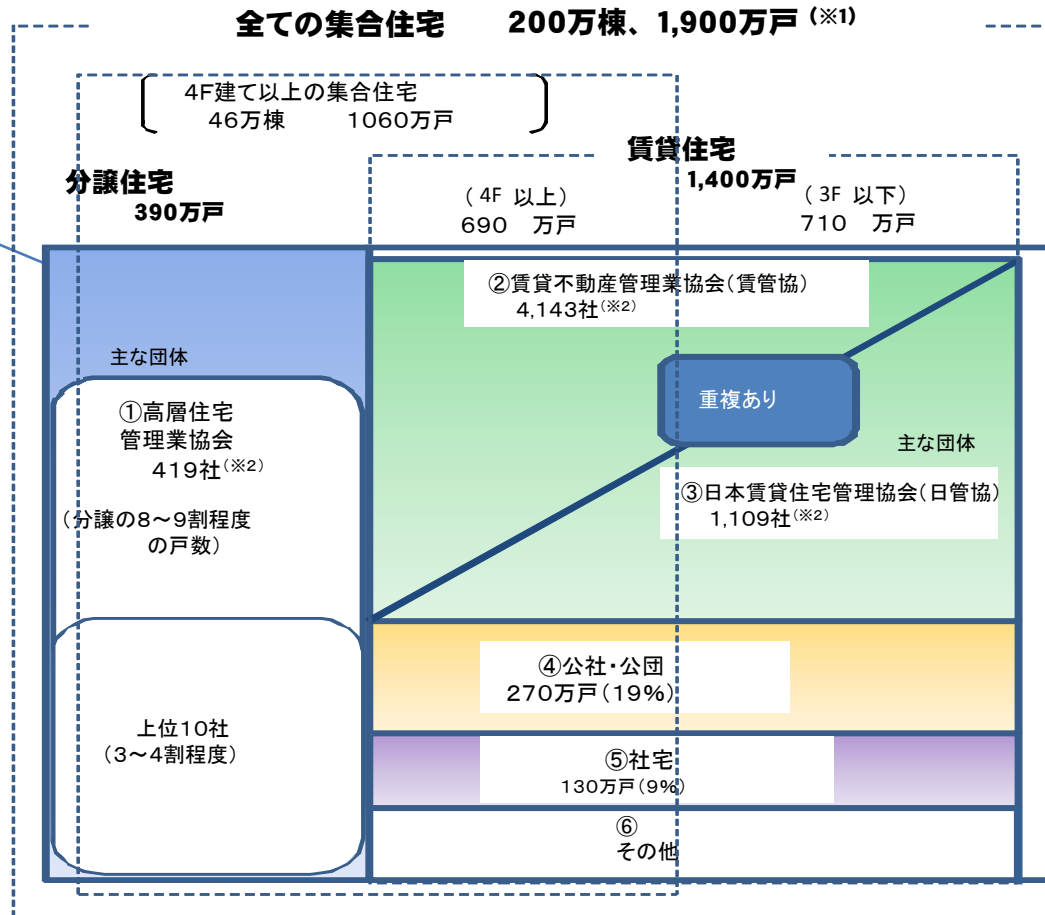 全ての集合住宅 200万棟、1,900万戸(※1)
4F建て以上の集合住宅
46万棟 1060万戸
分譲住宅
390万戸
賃貸住宅
1,400万戸
(4F 以上)
690 万戸
(3F 以下)
710 万戸
主な団体
①高層住宅
管理業協会
419社(※2)
(分譲の8~9割程度
の戸数)
上位10社
(3~4割程度)
②賃貸不動産管理業協会(賃管協)
4,143社(※2)
重複あり
主な団体
③日本賃貸住宅管理協会(日管協)
1,109社(※2)
④公社・公団
270万戸(19%)
⑤社宅
130万戸(9%)
⑥
その他